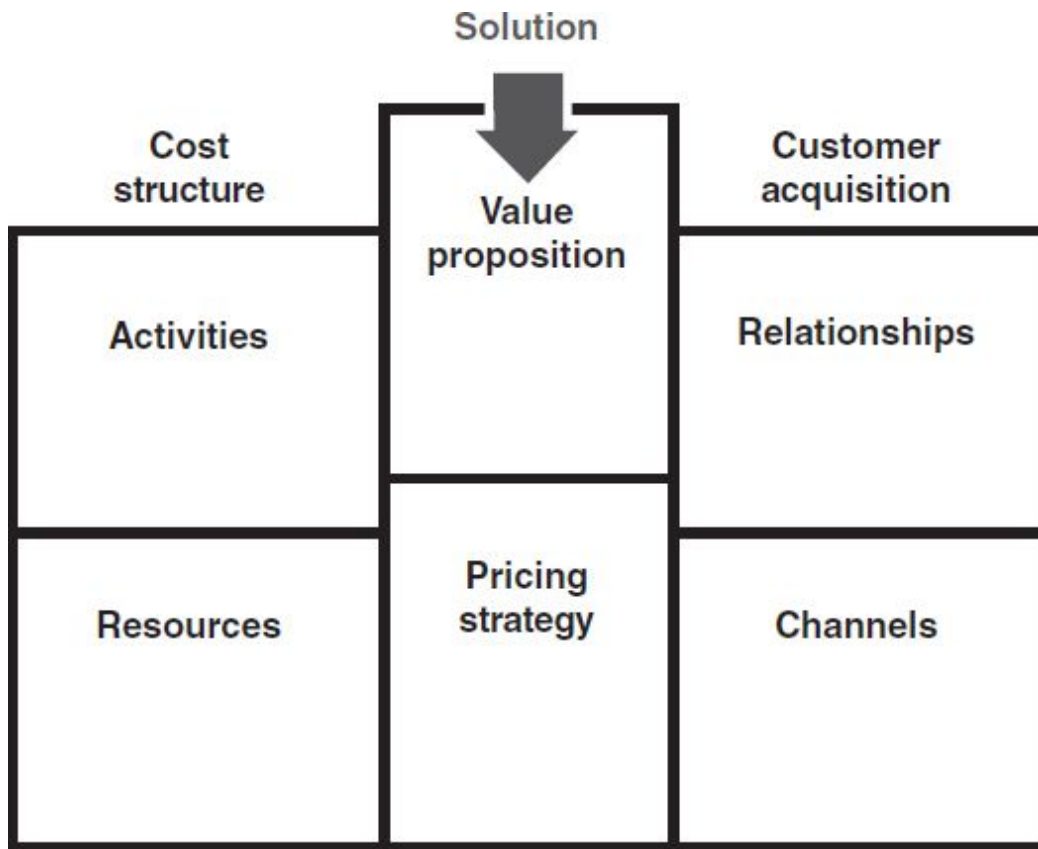 Solution
Cost
structure
Customer
acquisition
Value
proposition
Activities
Relationships
Pricing
strategy
Resources
Channels